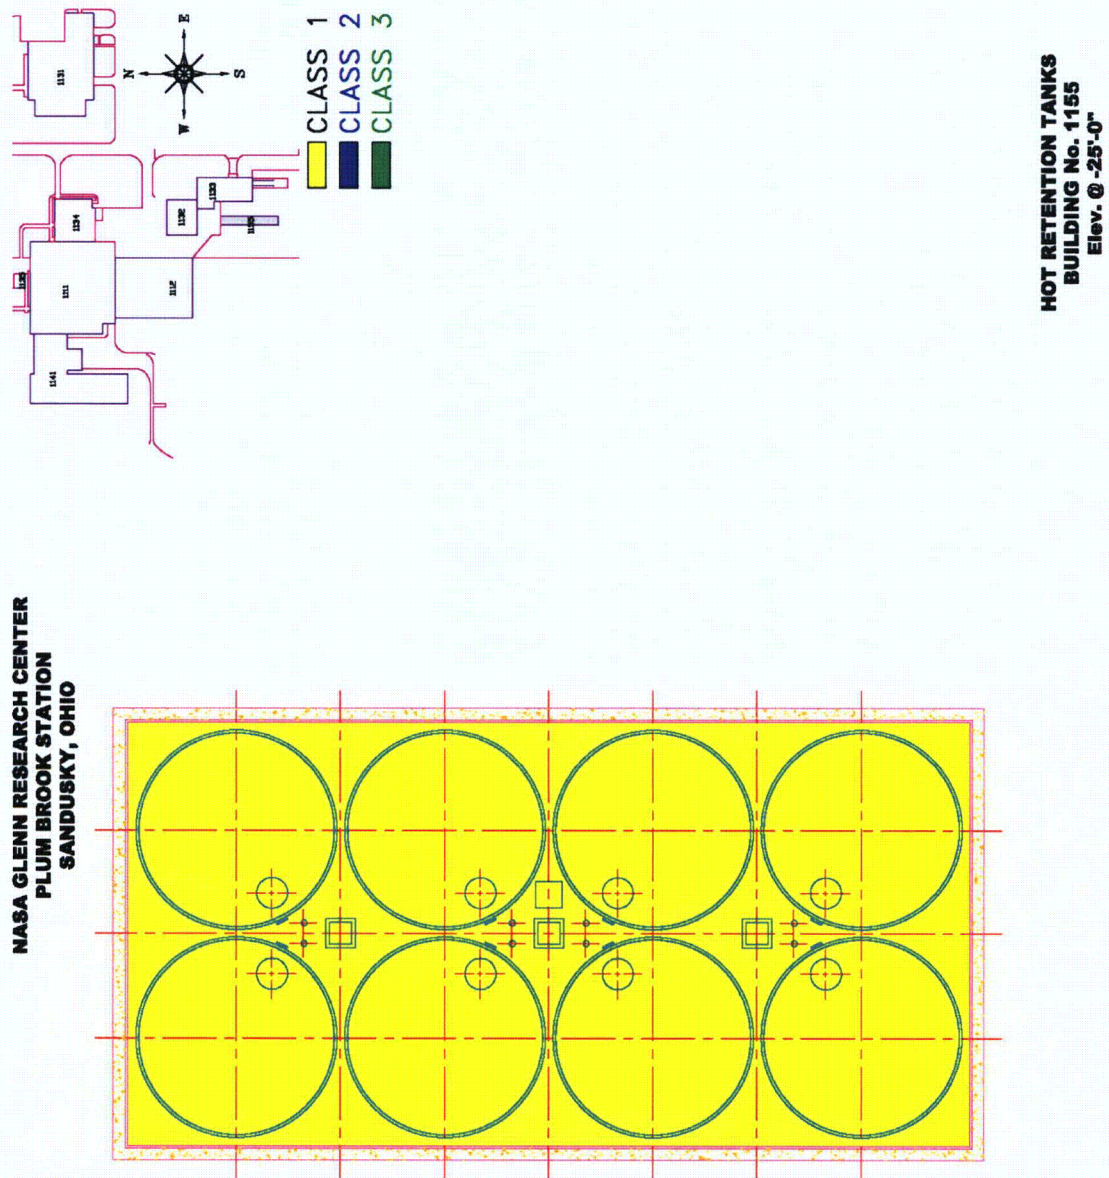 NASA GLENN RESEARCH CENTER
PLUM BROOK STATION
SANDUSKY, OHIO
1131
N
E
S
W
1134
1132
1133
1135
1111
1112
1141
CLASS 1
CLASS 2
CLASS 3
HOT RETENTION TANKS
BUILDING No. 1155
Elev. @ -25'-0"